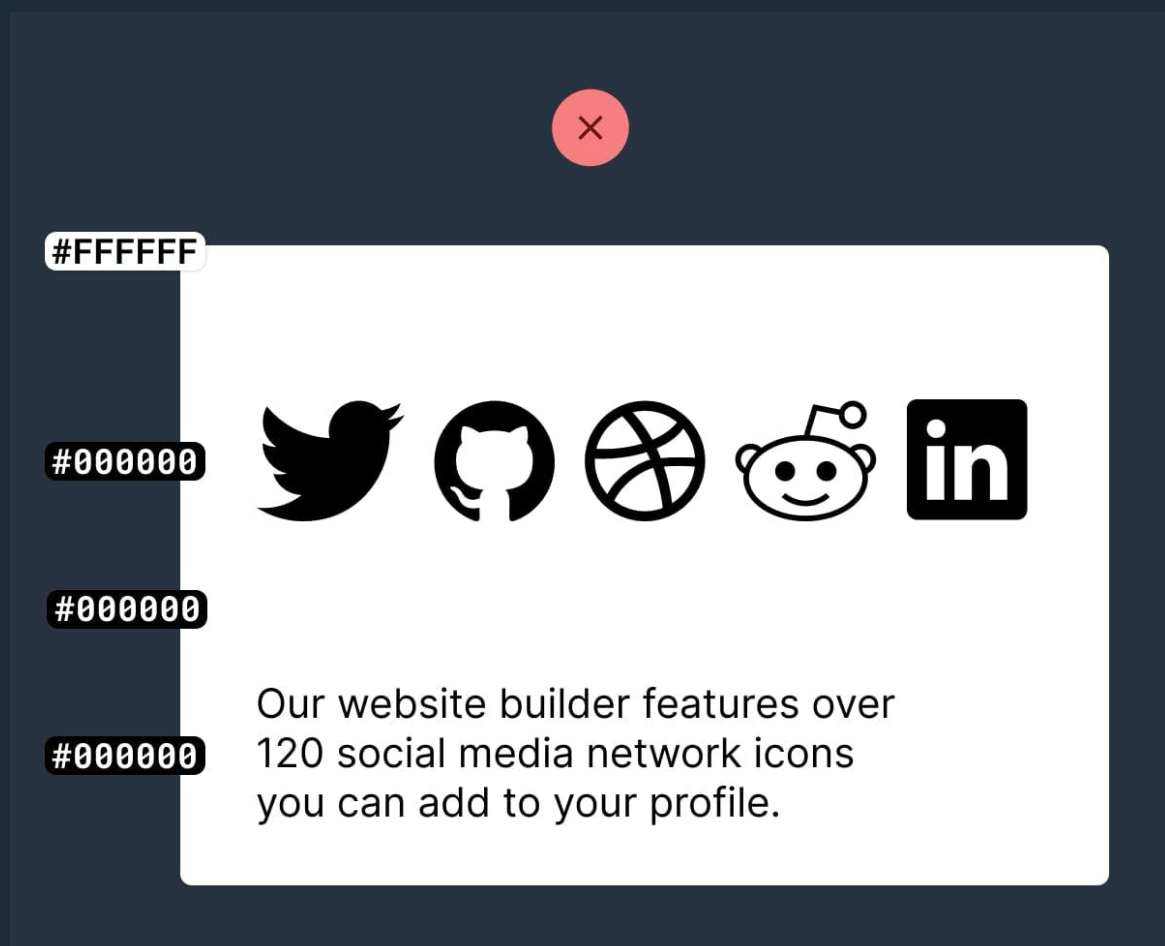 #FFFFFF
#000000
in
#000000
Our website builder features over
120 social media network icons
#000000
you can add to your profile.